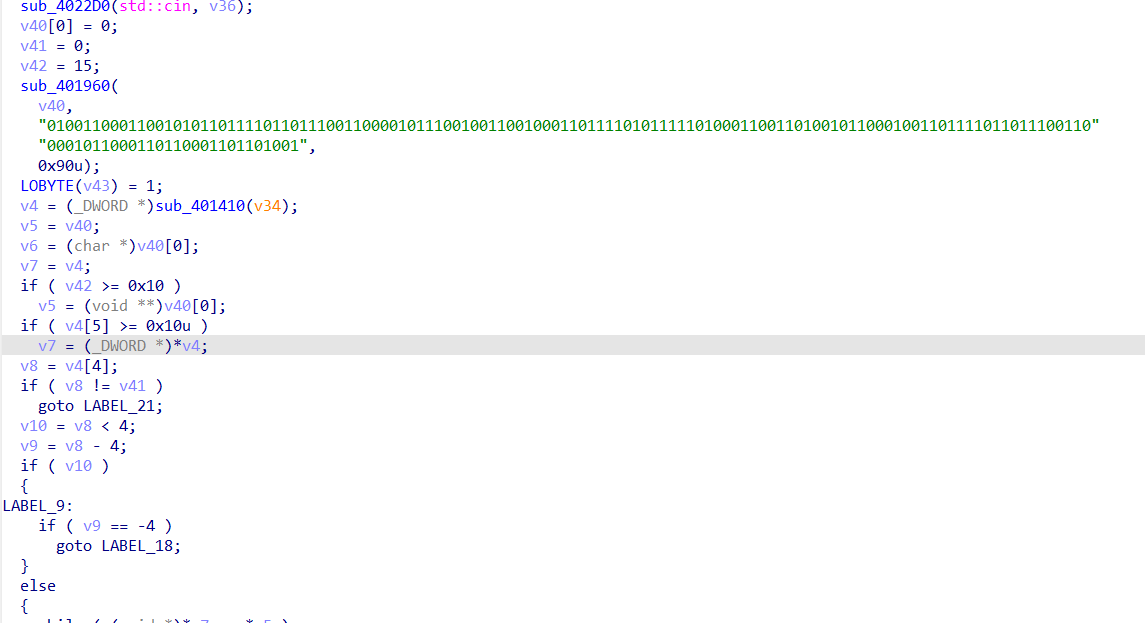 sub_4022D0(std::cin, v36);
v40[0] = 0;
v41 = 0;
v42 = 15;
sub_401960(
v40,
"01001100011001010110111101101110011000010111001001100100011011110101111101000110011010010110001001101111011011100110"
"0001011000110110001101101001",
0x90u);
LOBYTE(v43) = 1;
v4 = (_DWORD *)sub_401410(v34);
v5 = v40;
v6 = (char *)v40[0];
v7 = v4;
if ( v42 >= 0x10 )
v5 = (void **)v40[0];
if ( v4[5] >= 0x10u )
v7 = (_DWORD *)*v4;
v8 = v4[4];
if ( v8 != v41 )
goto LABEL_21;
v10 = v8 < 4;
v9 = v8 - 4;
if ( v10 )
{
LABEL_9:
if ( v9 == -4 )
goto LABEL_18;
}
else
{